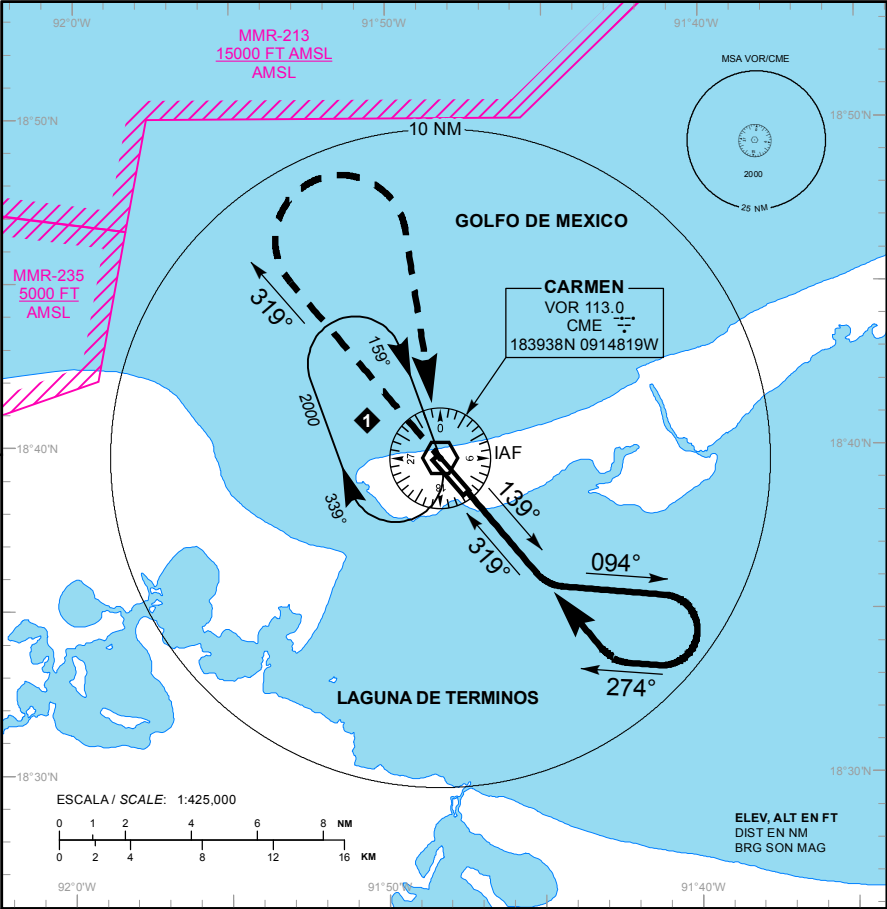 92°0'W
91°50'W
91°40'W
MMR-213
15000 FT AMSL
AMSL
MSA VOR/CME
2000
25 NM
18°50'N
18°50'N
10 NM
GOLFO DE MEXICO
MMR-235
5000 FT
AMSL
CARMEN
VOR 113.0
CME
183938N 0914819W
319°
159°
2000
1
339°
0
9
18
27
IAF
18°40'N
18°40'N
139°
319°
094°
274°
LAGUNA DE TERMINOS
18°30'N
18°30'N
ESCALA / SCALE: 1:425,000
0 1 2 4 6 8 NM
0 2 4 8 12 16 KM
ELEV, ALT EN FT
DIST EN NM
BRG SON MAG
92°0'W
91°50'W
91°40'W